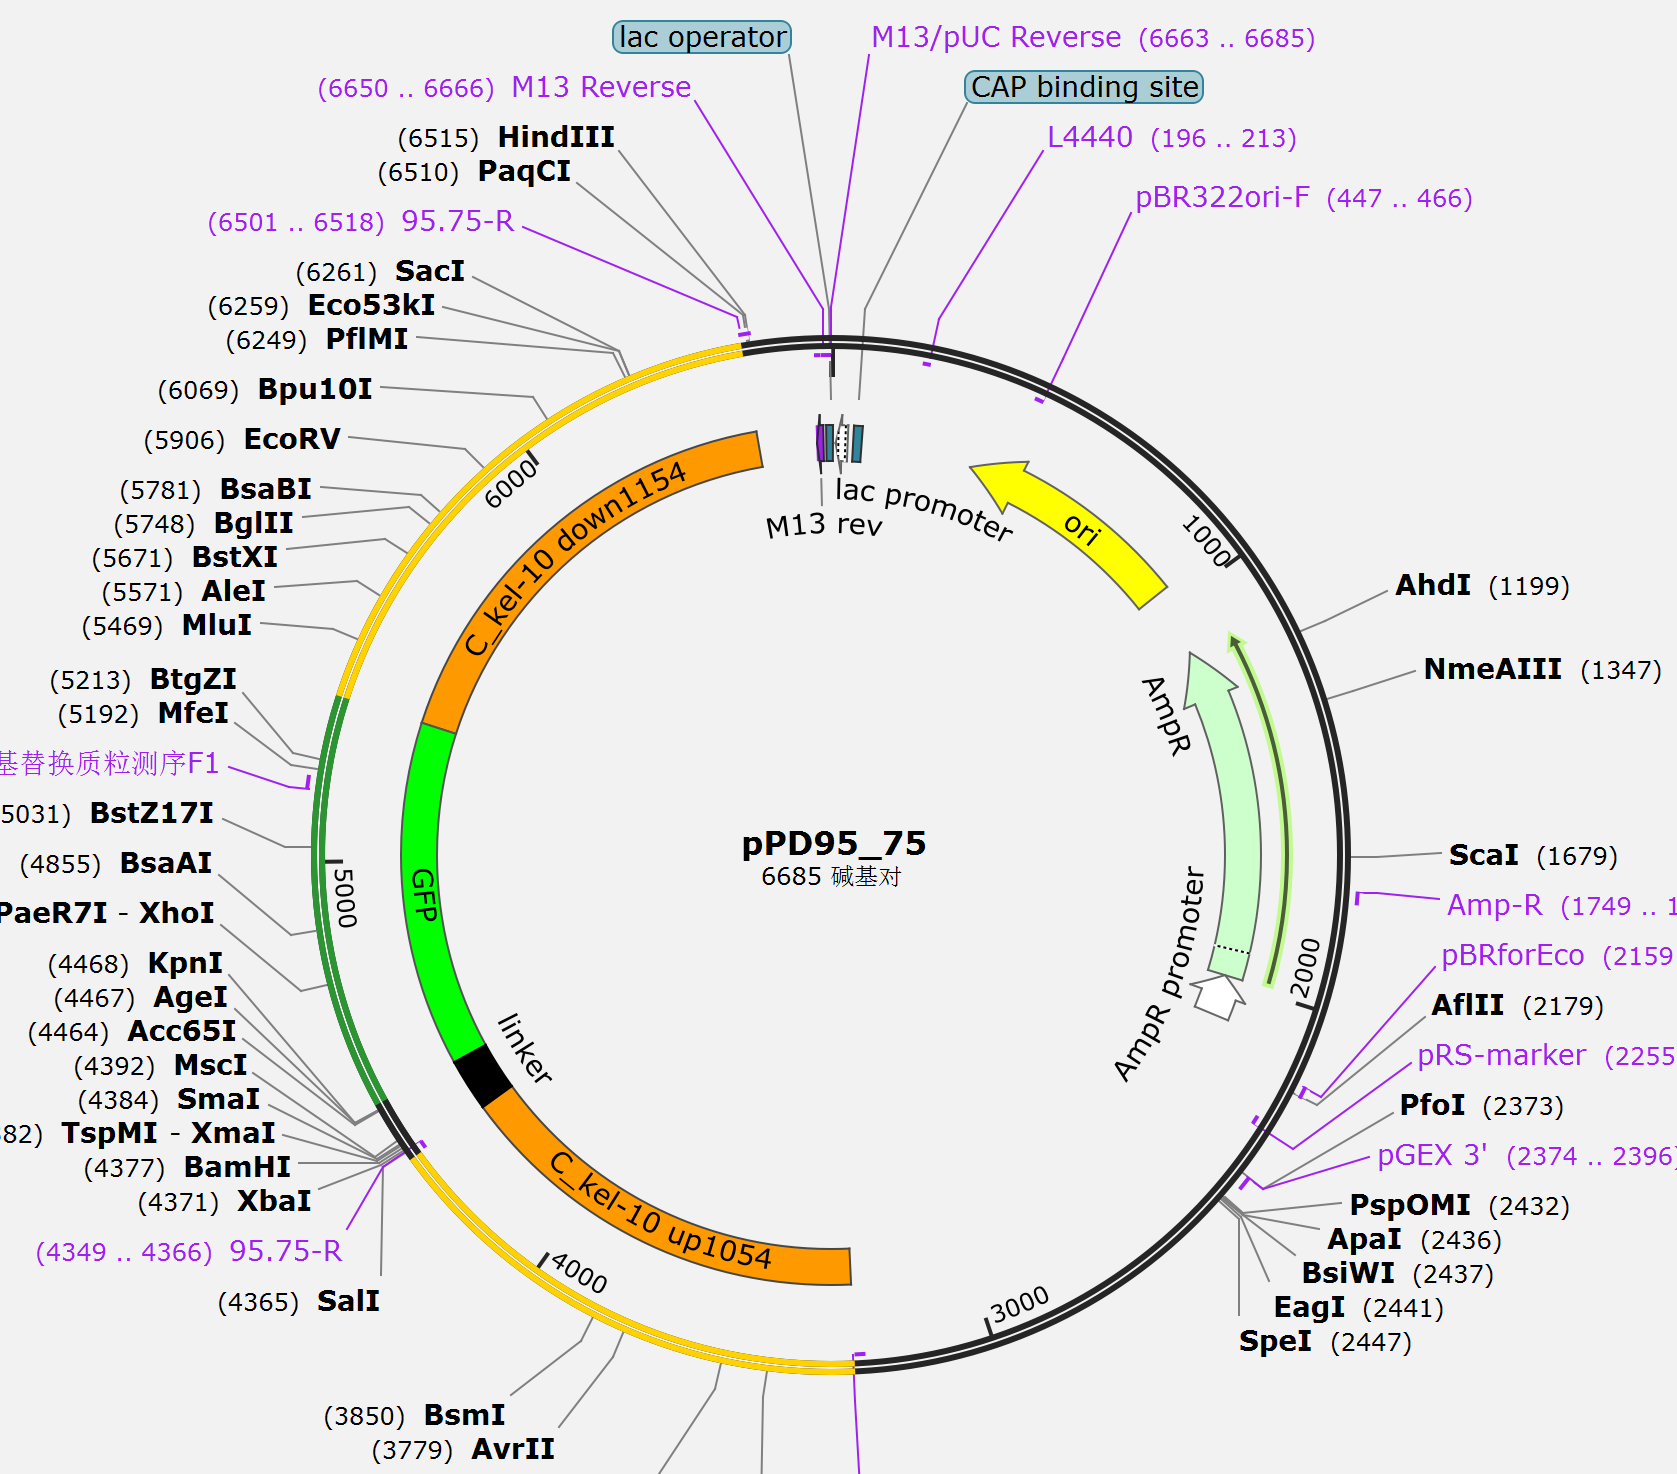 lac operator
M13/pUC Reverse (6663 .. 6685)
(6650 .. 6666) M13 Reverse
CAP binding site
(6515) HindIII
L4440 (196 .. 213)
(6510) PaqCI
pBR322ori-F (447 .. 466)
(6501 .. 6518) 95.75-R
(6261) SacI
(6259) Eco53kI
(6249) PflMI
(6069) Bpu10I
(5906) EcoRV
(5781) BsaBI
(5748) BglII
(5671) BstXI
(5571) AleI
(5469) MluI
(5213) BtgZI
(5192) MfeI
基替换质粒测序F1
5031) BstZ17I
(4855) BsaAI
PaeR7I - XhoI
(4468) KpnI
(4467) AgeI
(4464) Acc65I
(4392) MscI
(4384) SmaI
382) TspMI - XmaI
(4377) BamHI
(4371) XbaI
(4349 .. 4366) 95.75-R
(4365) SalI
(3850) BsmI
(3779) AvrII
AhdI (1199)
NmeAIII (1347)
ScaI (1679)
Amp-R (1749 .. 1
pBRforEco (2159
AflII (2179)
pRS-marker (2255
PfoI (2373)
pGEX 3' (2374 .. 2396)
PspOMI (2432)
ApaI (2436)
BsiWI (2437)
EagI (2441)
SpeI (2447)
1000
2000
3000
4000
5000
6000
C_kel-10 down1154
GFP
linker
C_kel-10 up1054
M13 rev
lac promoter
ori
AmpR
AmpR promoter
pPD95_75
6685 碱基对